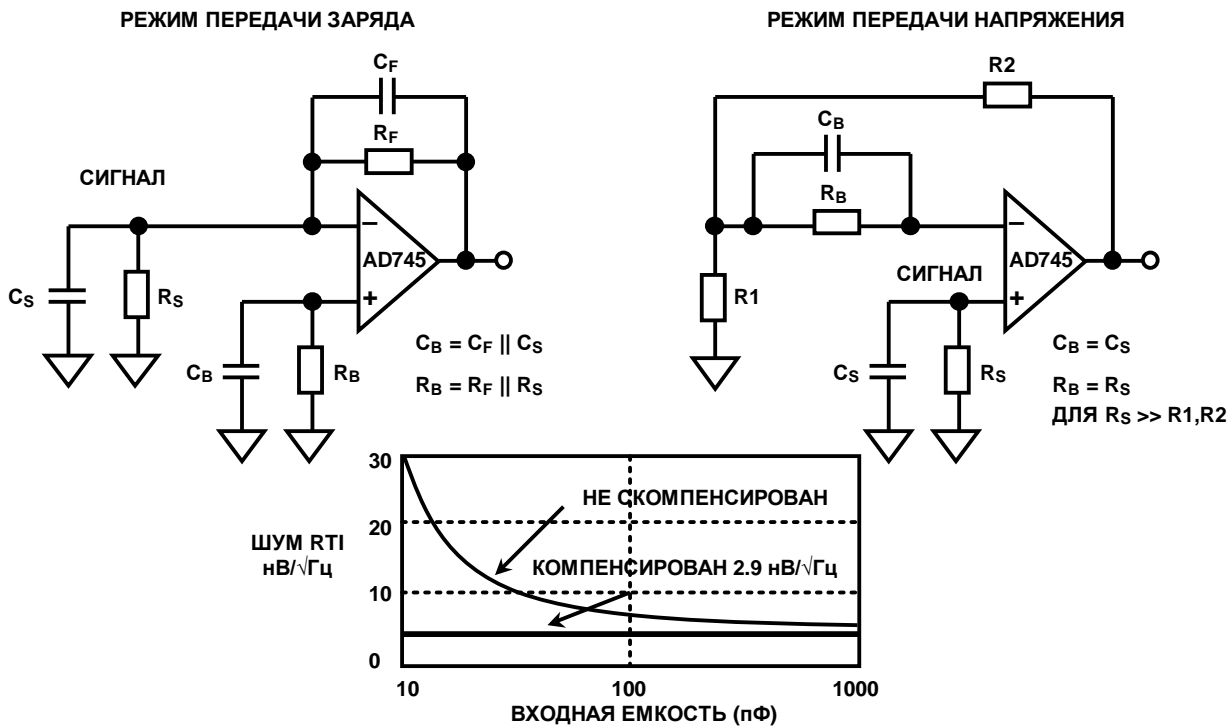 РЕЖИМ ПЕРЕДАЧИ ЗАРЯДА
РЕЖИМ ПЕРЕДАЧИ НАПРЯЖЕНИЯ
CF
RF
СИГНАЛ
–
AD745
+
CS
RS
CB
RB
CB = CF || CS
RB = RF || RS
R2
CB
RB
–
AD745
+
R1
СИГНАЛ
CS
RS
CB = CS
RB = RS
ДЛЯ RS >> R1,R2
30
20
10
0
ШУМ RTI
нВ/√Гц
НЕ СКОМПЕНСИРОВАН
КОМПЕНСИРОВАН 2.9 нВ/√Гц
10
100
1000
ВХОДНАЯ ЕМКОСТЬ (пФ)